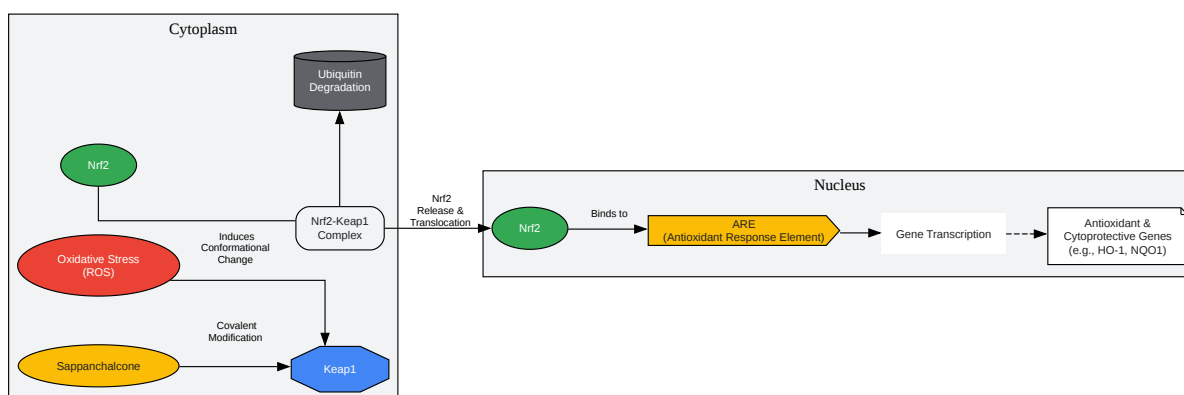 Cytoplasm
Ubiquitin
Degradation
Nrf2
Nrf2-Keap1
Complex
Induces
Conformational
Change
Oxidative Stress
(ROS)
Covalent
Modification
Sappanchalcone
Keap1
Nrf2
Release &
Translocation
Nucleus
Nrf2
Binds to
ARE
(Antioxidant Response Element)
Gene Transcription
Antioxidant &
Cytoprotective Genes
(e.g., HO-1, NQO1)